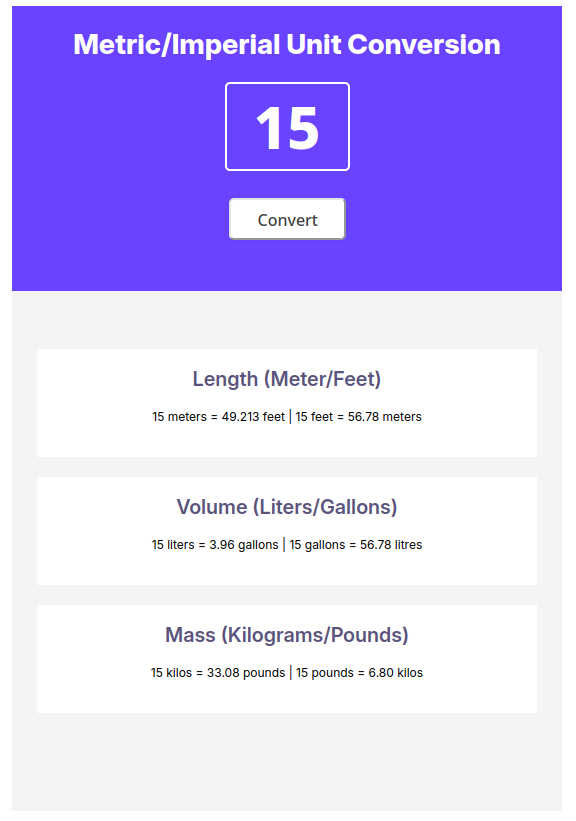 Metric/Imperial Unit Conversion
15
Convert
Length (Meter/Feet)
15 meters = 49.213 feet | 15 feet = 56.78 meters
Volume (Liters/Gallons)
15 liters = 3.96 gallons | 15 gallons = 56.78 litres
Mass (Kilograms/Pounds)
15 kilos = 33.08 pounds | 15 pounds = 6.80 kilos